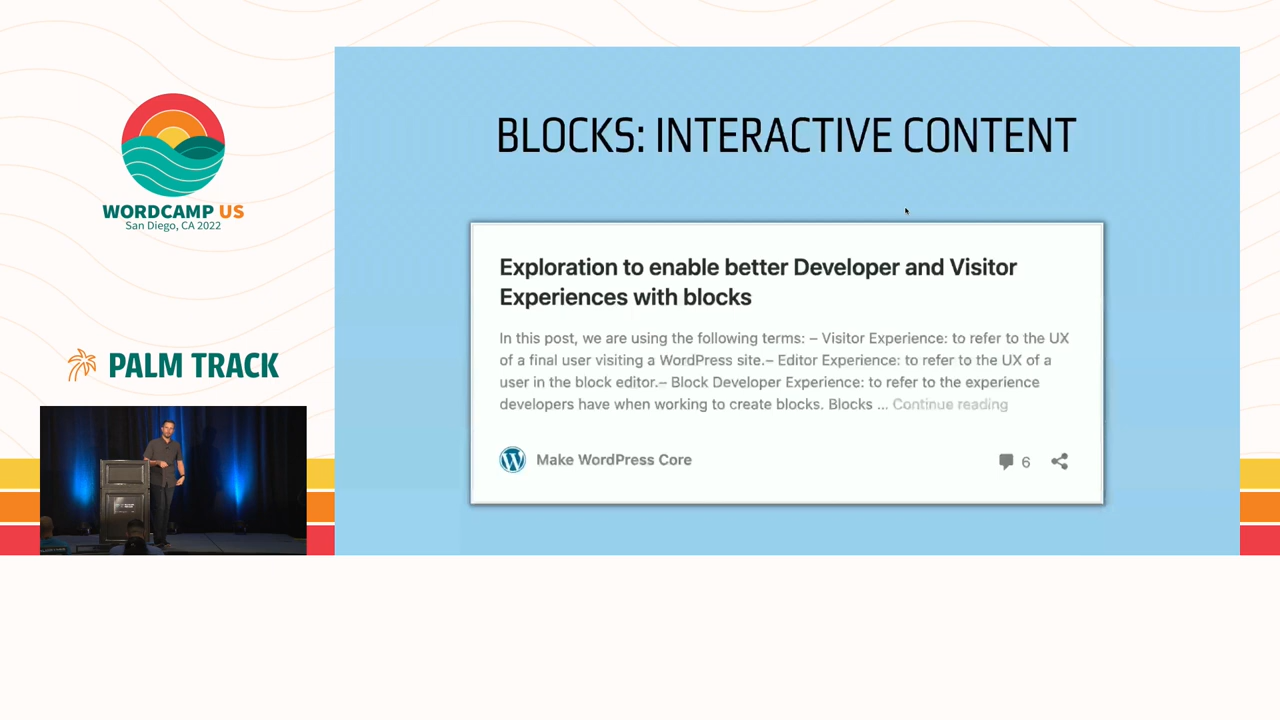 WORDCAMP US
San Diego, CA 2022
PALM TRACK
BLOCKS: INTERACTIVE CONTENT
Exploration to enable better Developer and Visitor
Experiences with blocks
In this post, we are using the following terms: – Visitor Experience: to refer to the UX
of a final user visiting a WordPress site.– Editor Experience: to refer to the UX of a
user in the block editor.– Block Developer Experience: to refer to the experience
developers have when working to create blocks. Blocks ... Continue reading
Make WordPress Core
6